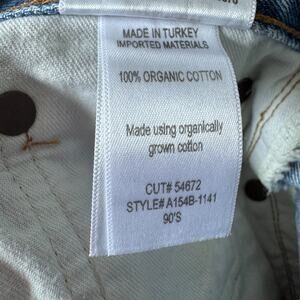 MADE IN TURKEY
IMPORTED MATERIALS
100% ORGANIC COTTON
Made using organically
grown cotton
CUT# 54672
STYLE# A154B-1141
90'S